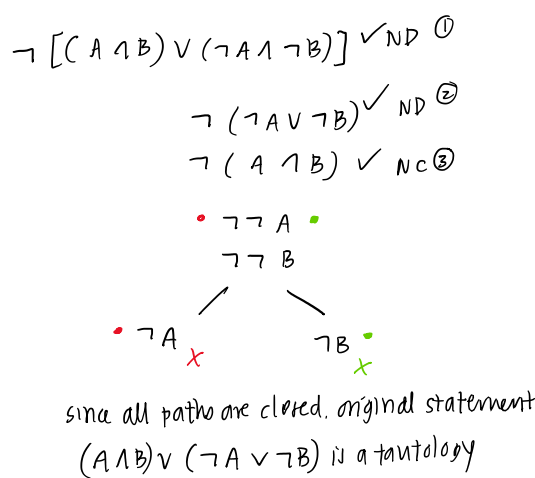 ¬ [(A ∧ B) ∨ (¬A ∧ ¬B)] ✓ ND ①
¬ (¬A ∨ ¬B) ✓ ND ②
¬ (A ∧ B) ✓ NC ③
• ¬¬ A •
¬¬ B
• ¬A x ¬B • x
since all paths are closed. original statement
(A ∧ B) ∨ (¬A ∨ ¬B) is a tautology